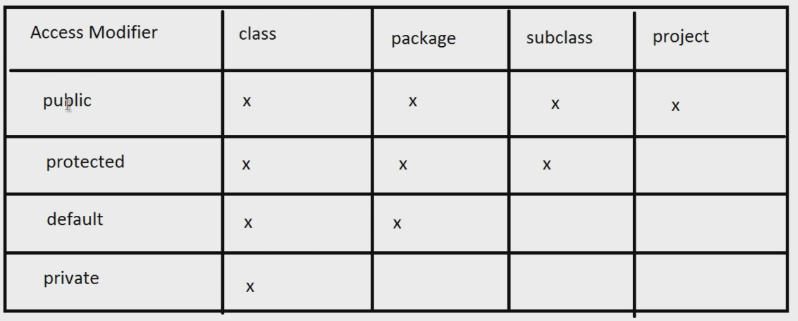 Access Modifier class package subclass project
public x x x x
protected x x x
default x x
private x